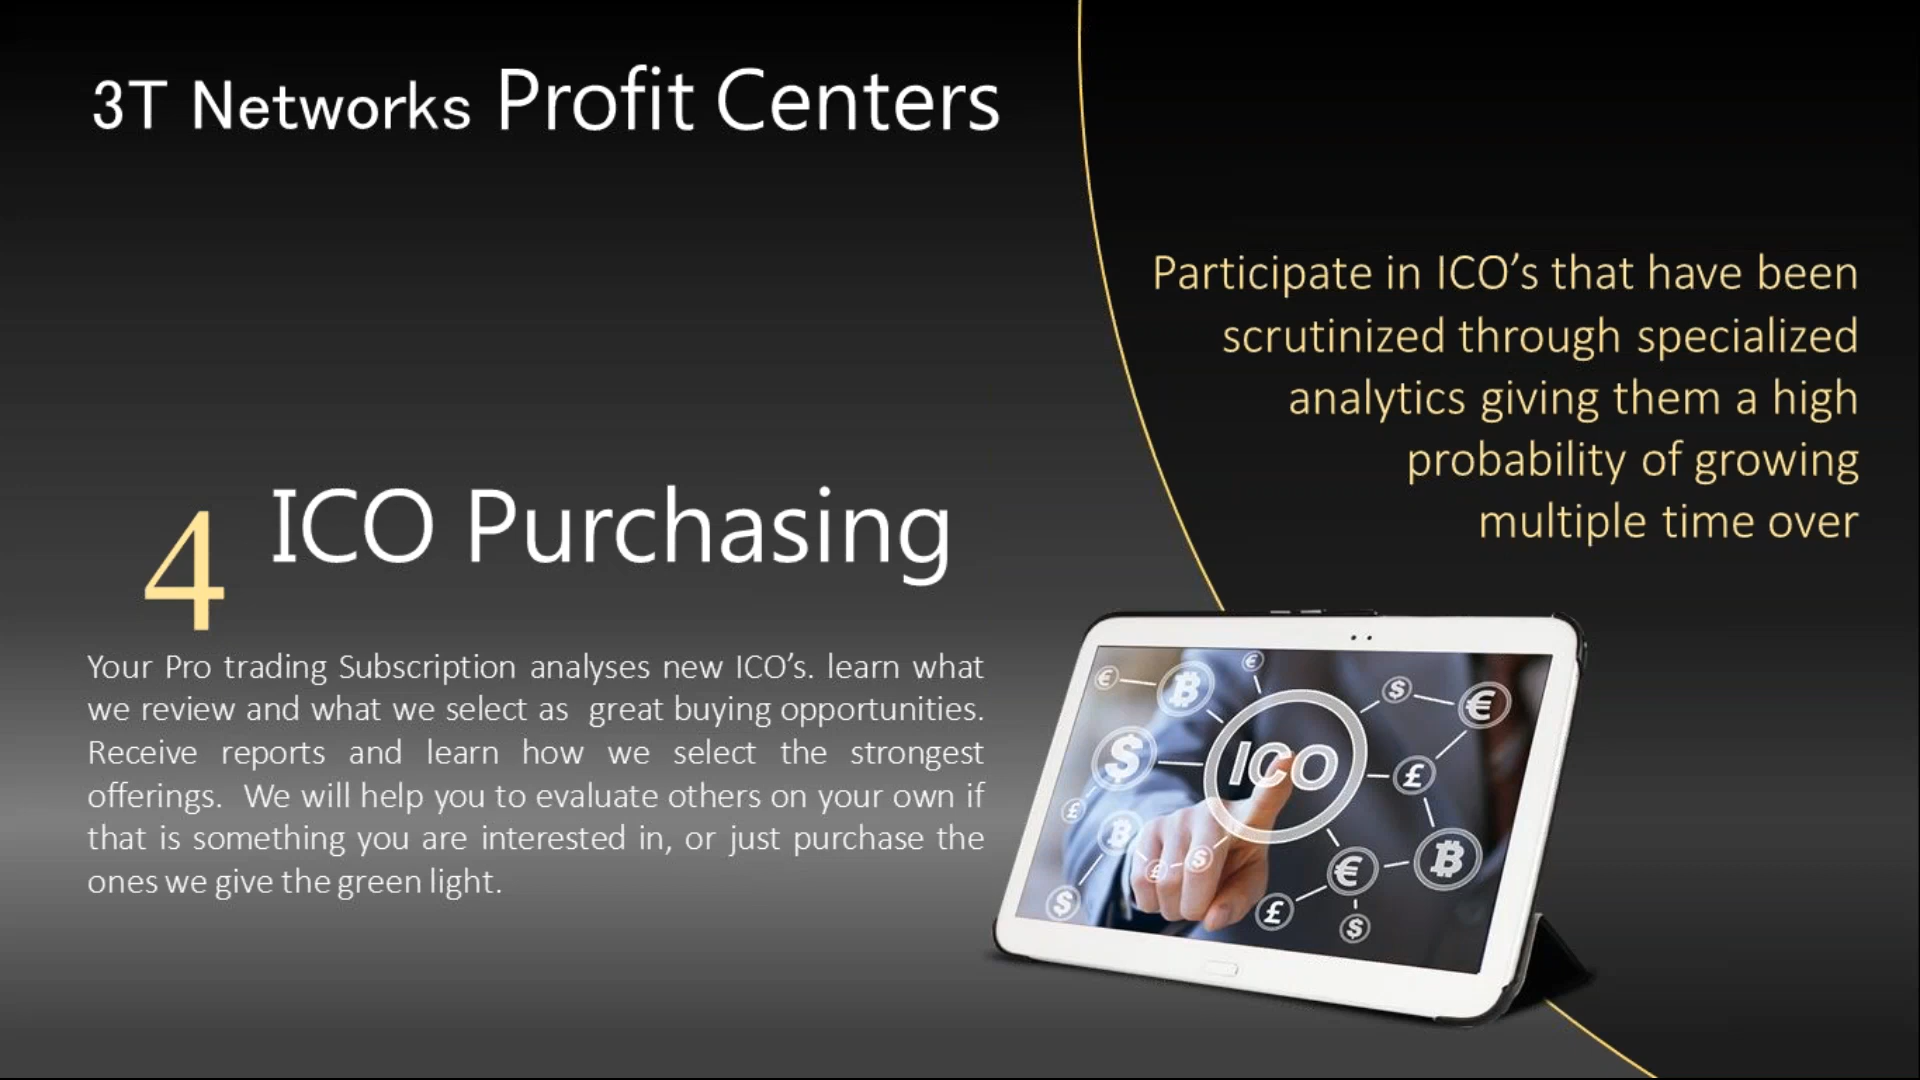 3T Networks Profit Centers
Participate in ICO’s that have been
scrutinized through specialized
analytics giving them a high
probability of growing
multiple time over
4 ICO Purchasing
Your Pro trading Subscription analyses new ICO’s. learn what
we review and what we select as great buying opportunities.
Receive reports and learn how we select the strongest
offerings. We will help you to evaluate others on your own if
that is something you are interested in, or just purchase the
ones we give the green light.
ICO